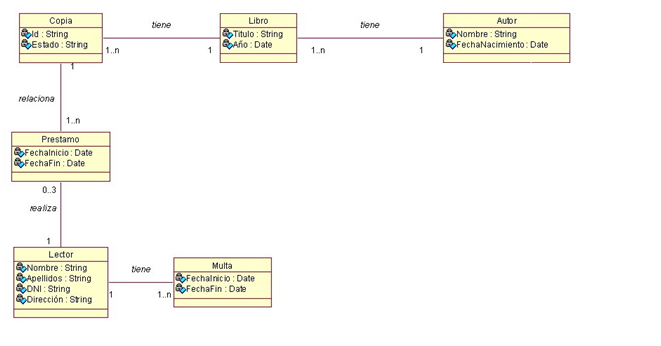 Copia
Id : String
Estado : String
tiene
1..n
1
Libro
Titulo : String
Año : Date
tiene
1..n
1
Autor
Nombre : String
FechaNacimiento : Date
1
relaciona
1..n
Prestamo
FechaInicio : Date
FechaFin : Date
0..3
realiza
1
Lector
Nombre : String
Apellidos : String
DNI : String
Dirección : String
tiene
1
1..n
Multa
FechaInicio : Date
FechaFin : Date